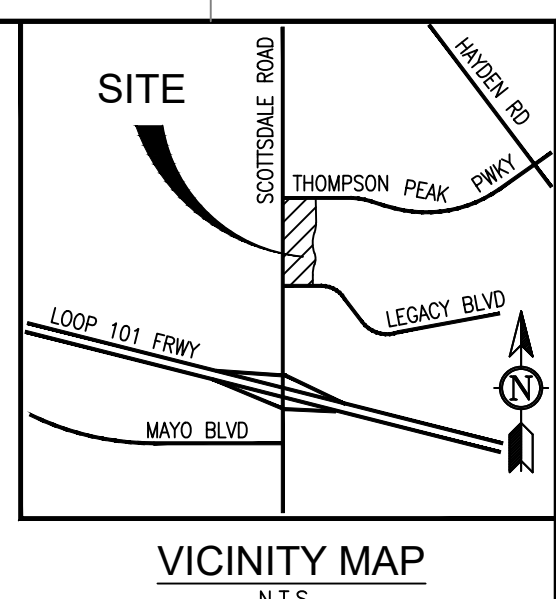 SITE
SCOTTSDALE ROAD
HAYDEN RD
THOMPSON PEAK PWKY
LEGACY BLVD
LOOP 101 FRWY
N
MAYO BLVD
VICINITY MAP
N.T.S.